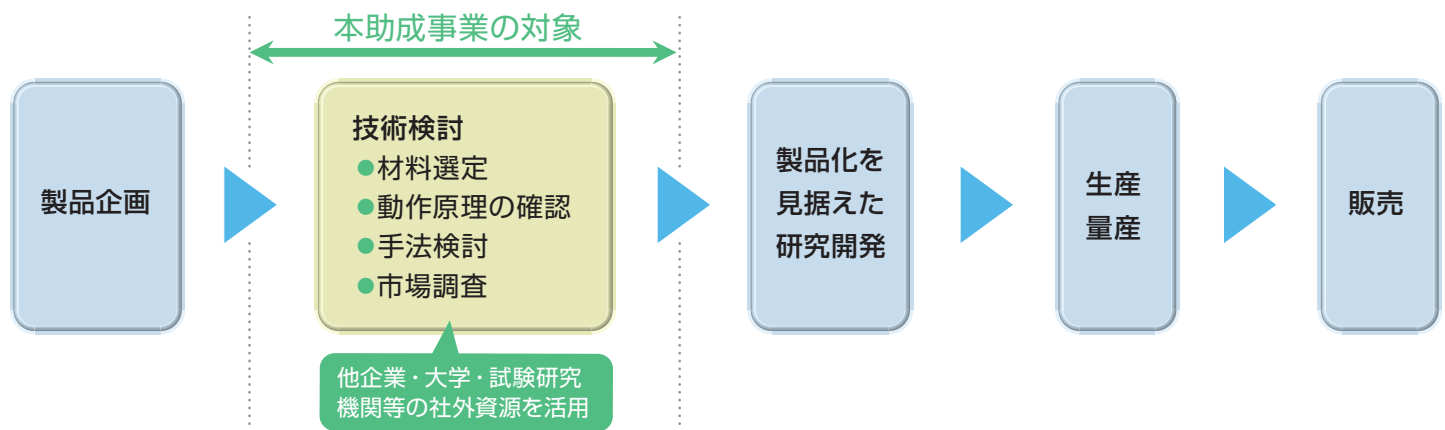 本助成事業の対象
製品企画
技術検討
●材料選定
●動作原理の確認
●手法検討
●市場調査
他企業・大学・試験研究
機関等の社外資源を活用
製品化を
見据えた
研究開発
生産
量産
販売